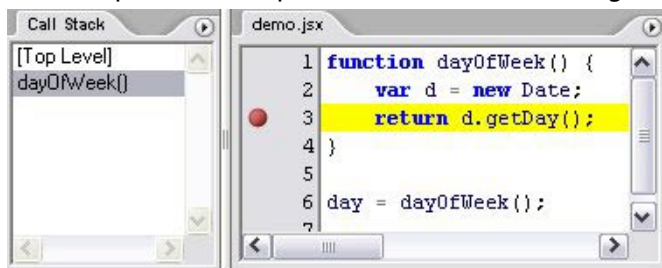 Call Stack
[Top Level]
dayOfWeek()
demo.jsx
1 function dayOfWeek() {
2 var d = new Date;
3 return d.getDay();
4 }
5
6 day = dayOfWeek();
7